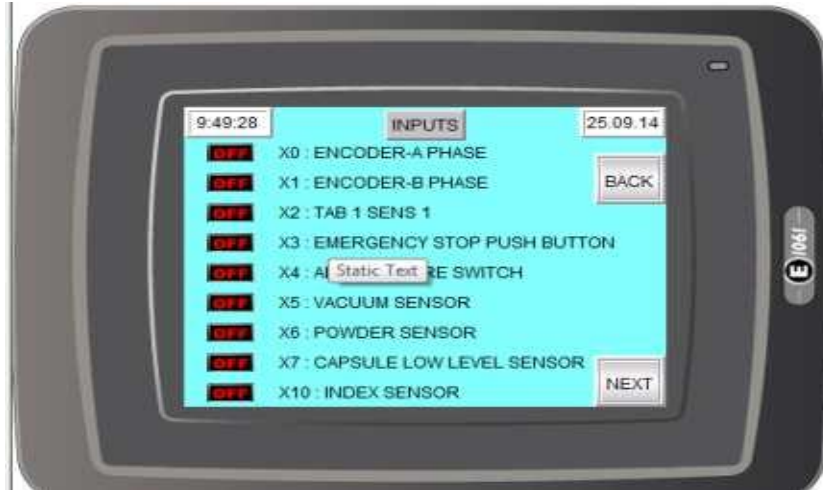 9:49:28 INPUTS 25.09.14
OFF X0 : ENCODER-A PHASE
OFF X1 : ENCODER-B PHASE BACK
OFF X2 : TAB 1 SENS 1
OFF X3 : EMERGENCY STOP PUSH BUTTON
OFF X4 : A Static Text RE SWITCH
OFF X5 : VACUUM SENSOR
OFF X6 : POWDER SENSOR
OFF X7 : CAPSULE LOW LEVEL SENSOR
OFF X10 : INDEX SENSOR NEXT
E 1061